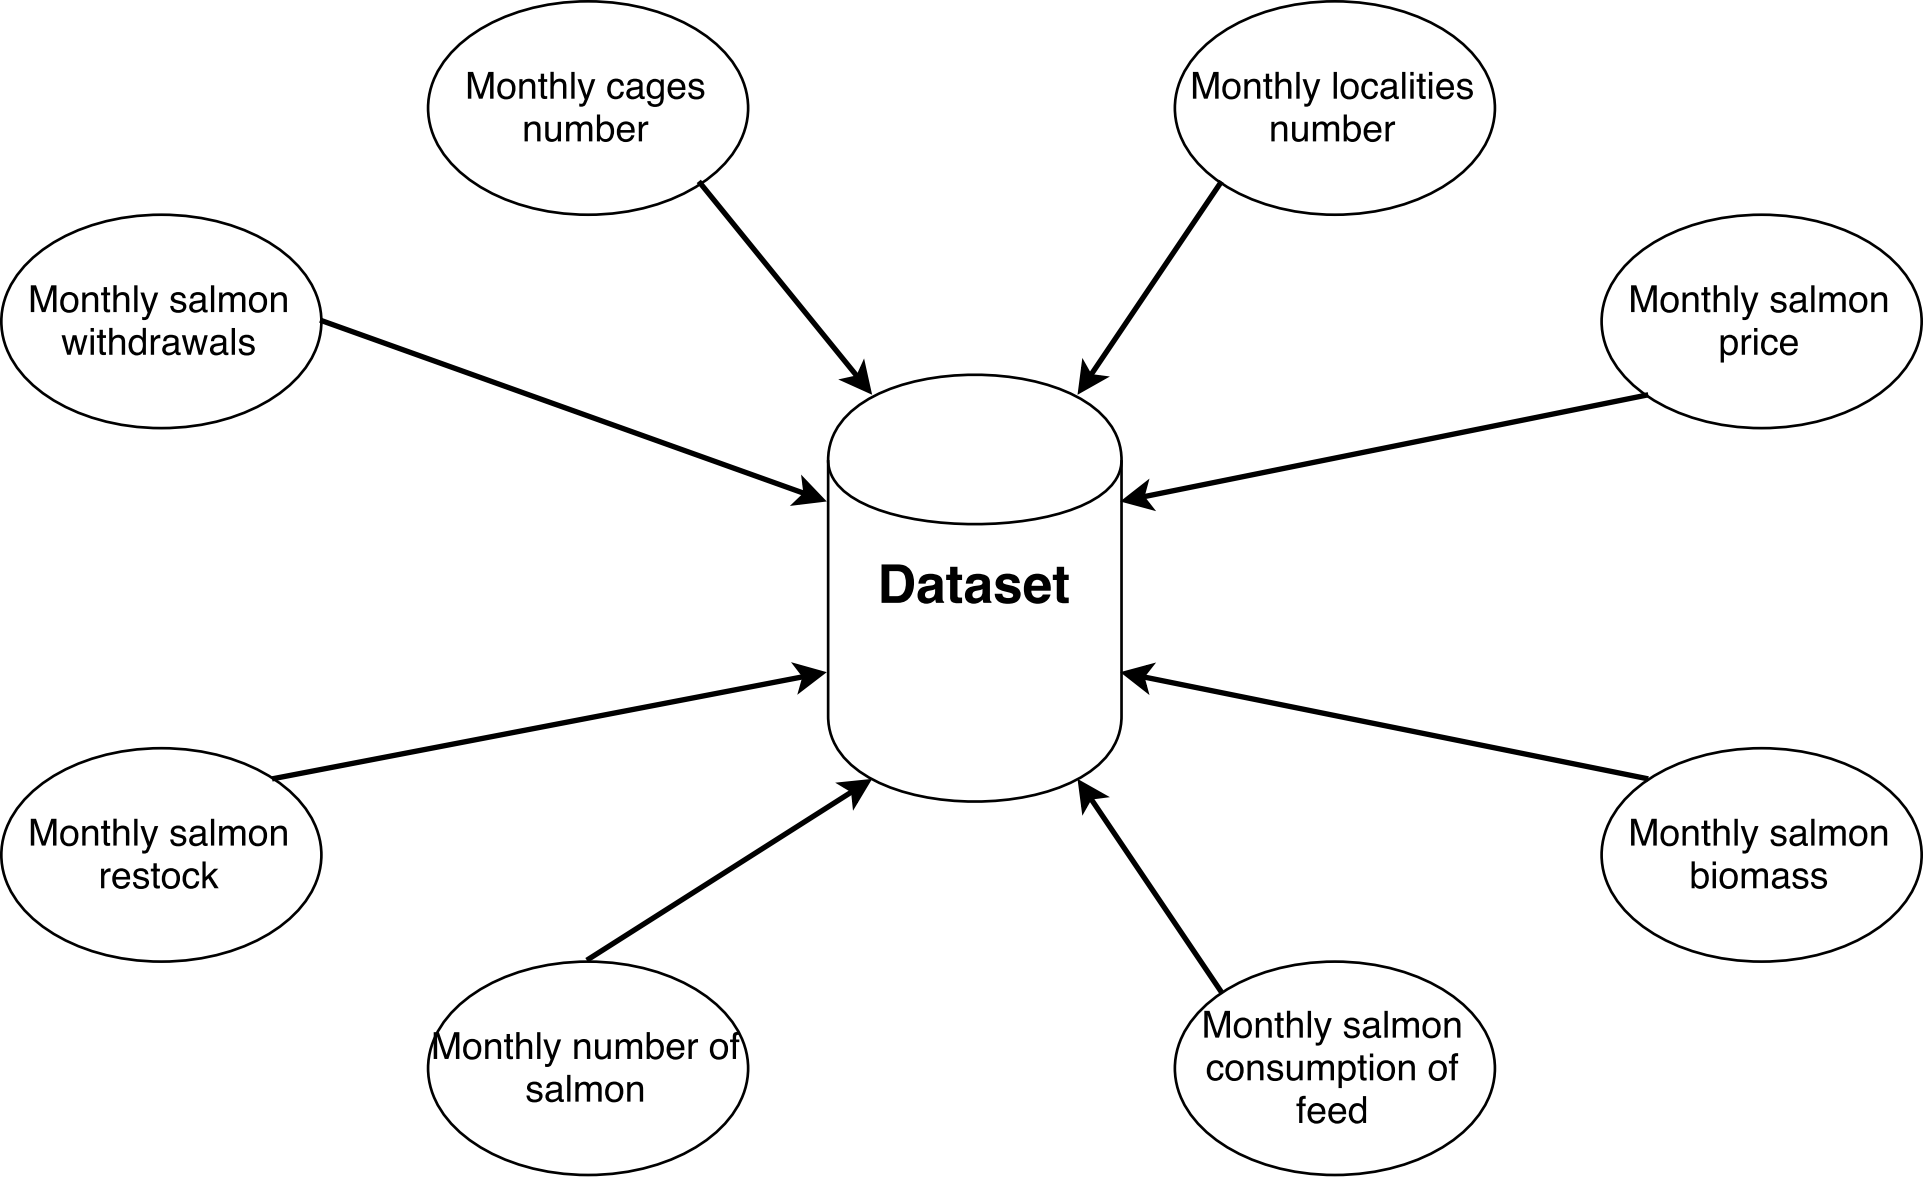 Monthly cages
number
Monthly localities
number
Monthly salmon
withdrawals
Monthly salmon
price
Dataset
Monthly salmon
restock
Monthly salmon
biomass
Monthly number of
salmon
Monthly salmon
consumption of
feed